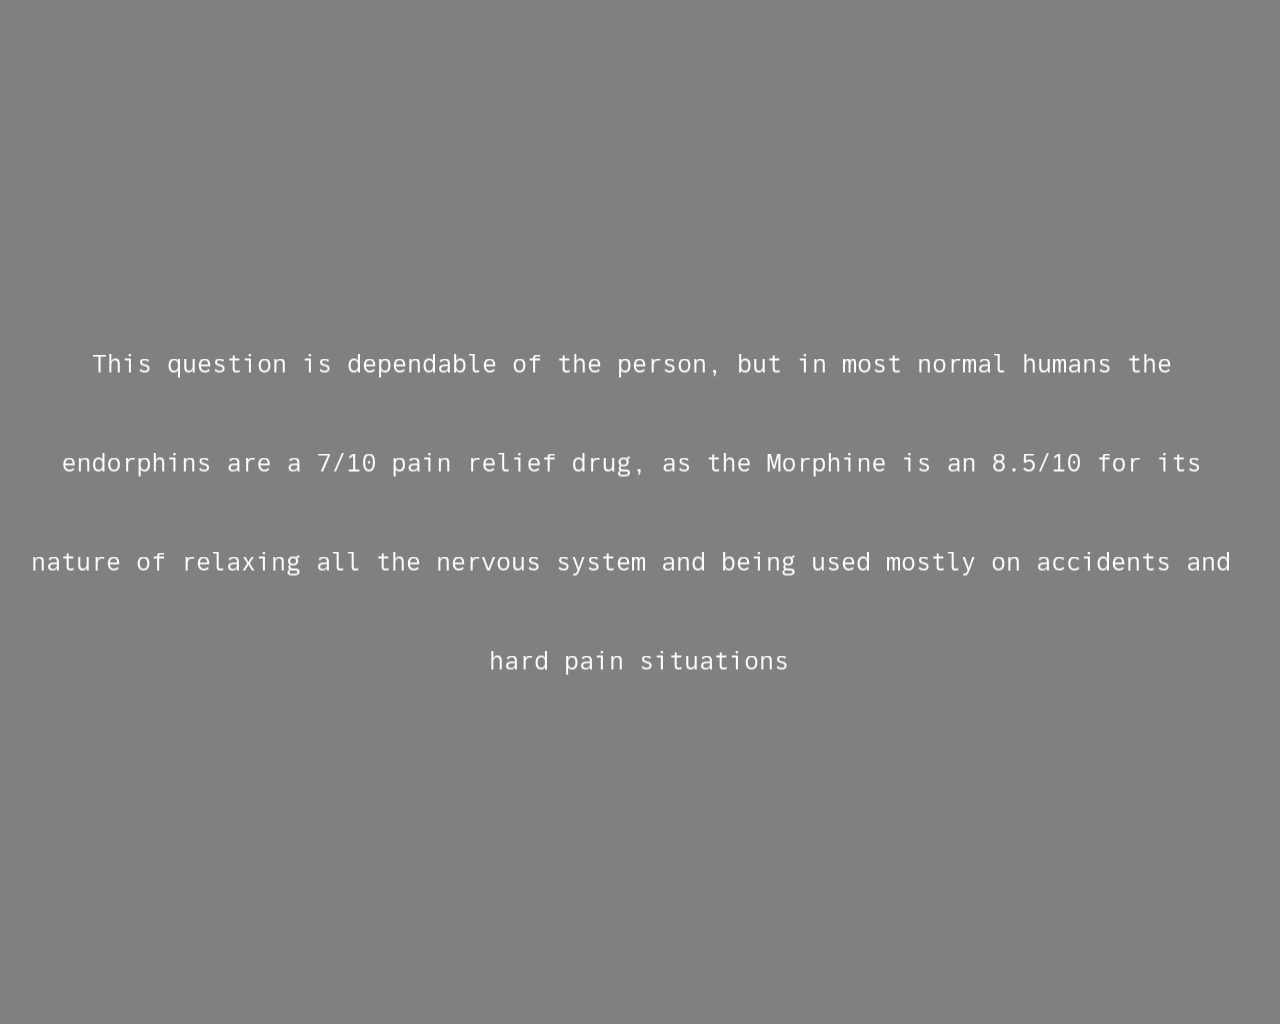 This question is dependable of the person, but in most normal humans the
endorphins are a 7/10 pain relief drug, as the Morphine is an 8.5/10 for its
nature of relaxing all the nervous system and being used mostly on accidents and
hard pain situations